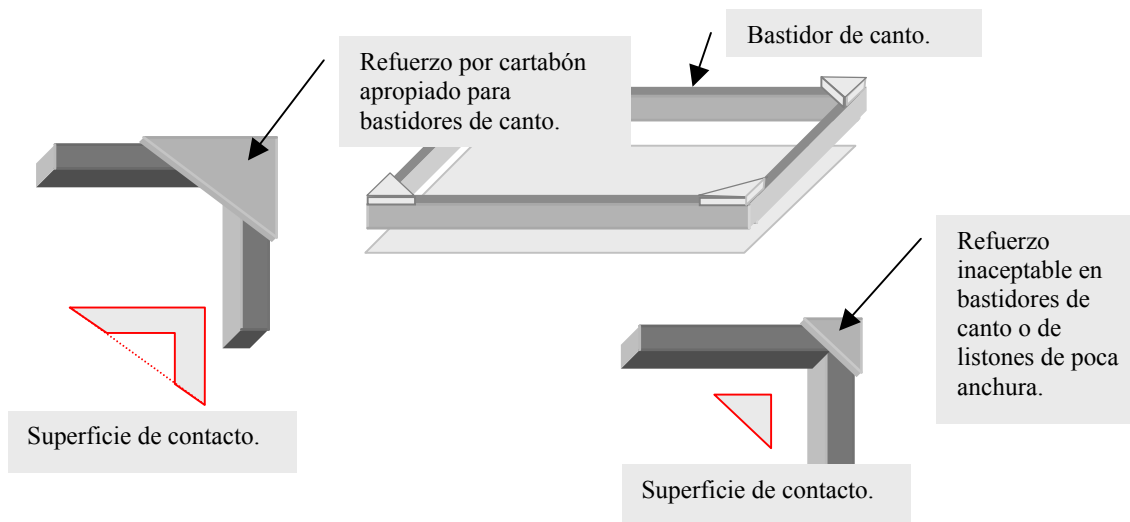 Refuerzo por cartabón
apropiado para
bastidores de canto.
Bastidor de canto.
Refuerzo
inaceptable en
bastidores de
canto o de
listones de poca
anchura.
Superficie de contacto.
Superficie de contacto.